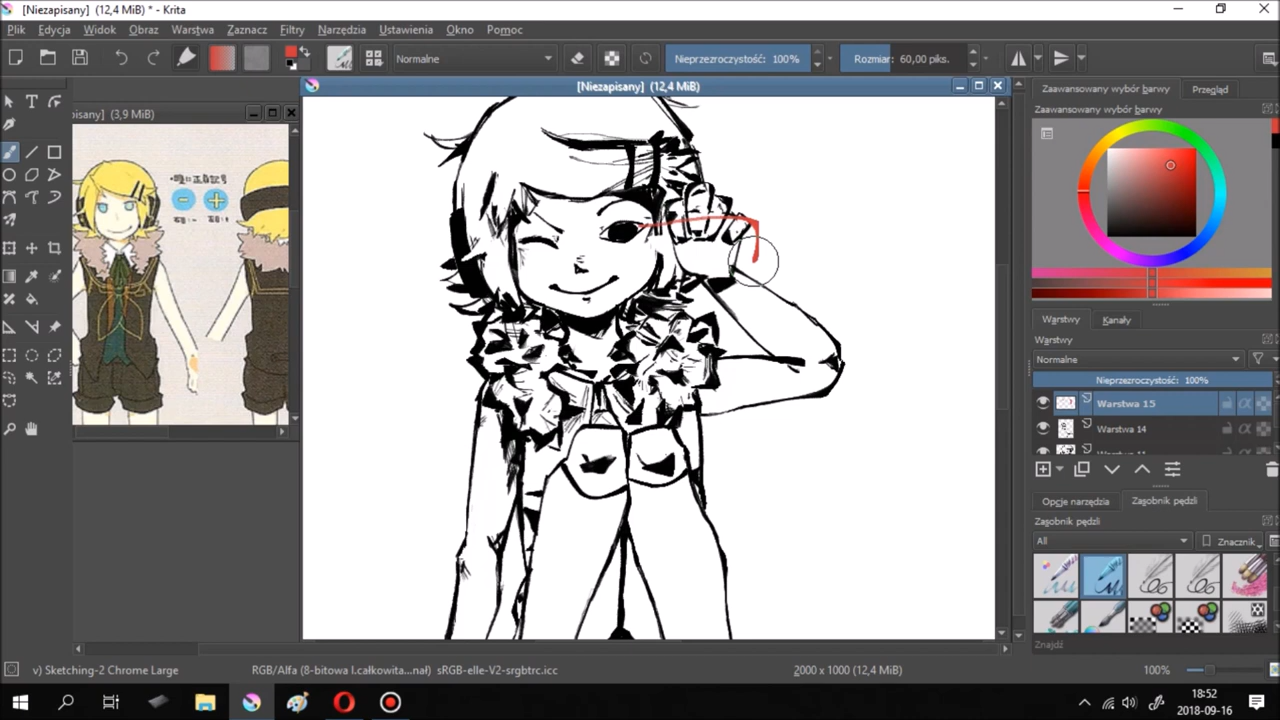 [Niezapisany] (12,4 MiB) * - Krita
Plik Edycja Widok Obraz Warstwa Zaznacz Filtry Narzędzia Ustawienia Okno Pomoc
Normalne
Nieprzezroczystość: 100%
Rozmiar: 60,00 piks.
pisany] (3,9 MiB)
[Niezapisany] (12,4 MiB)
Zaawansowany wybór barwy
Przegląd
Zaawansowany wybór barwy
Warstwy
Kanały
Warstwy
Normalne
Nieprzezroczystość: 100%
Warstwa 15
Warstwa 14
Opcje narzędzia
Zasobnik pędzli
Zasobnik pędzli
All
Znacznik
Znajdź
v) Sketching-2 Chrome Large
RGB/Alfa (8-bitowa l.całkowita...nał) sRGB-elle-V2-srgbtrc.icc
2000 x 1000 (12,4 MiB)
100%
18:52
2018-09-16